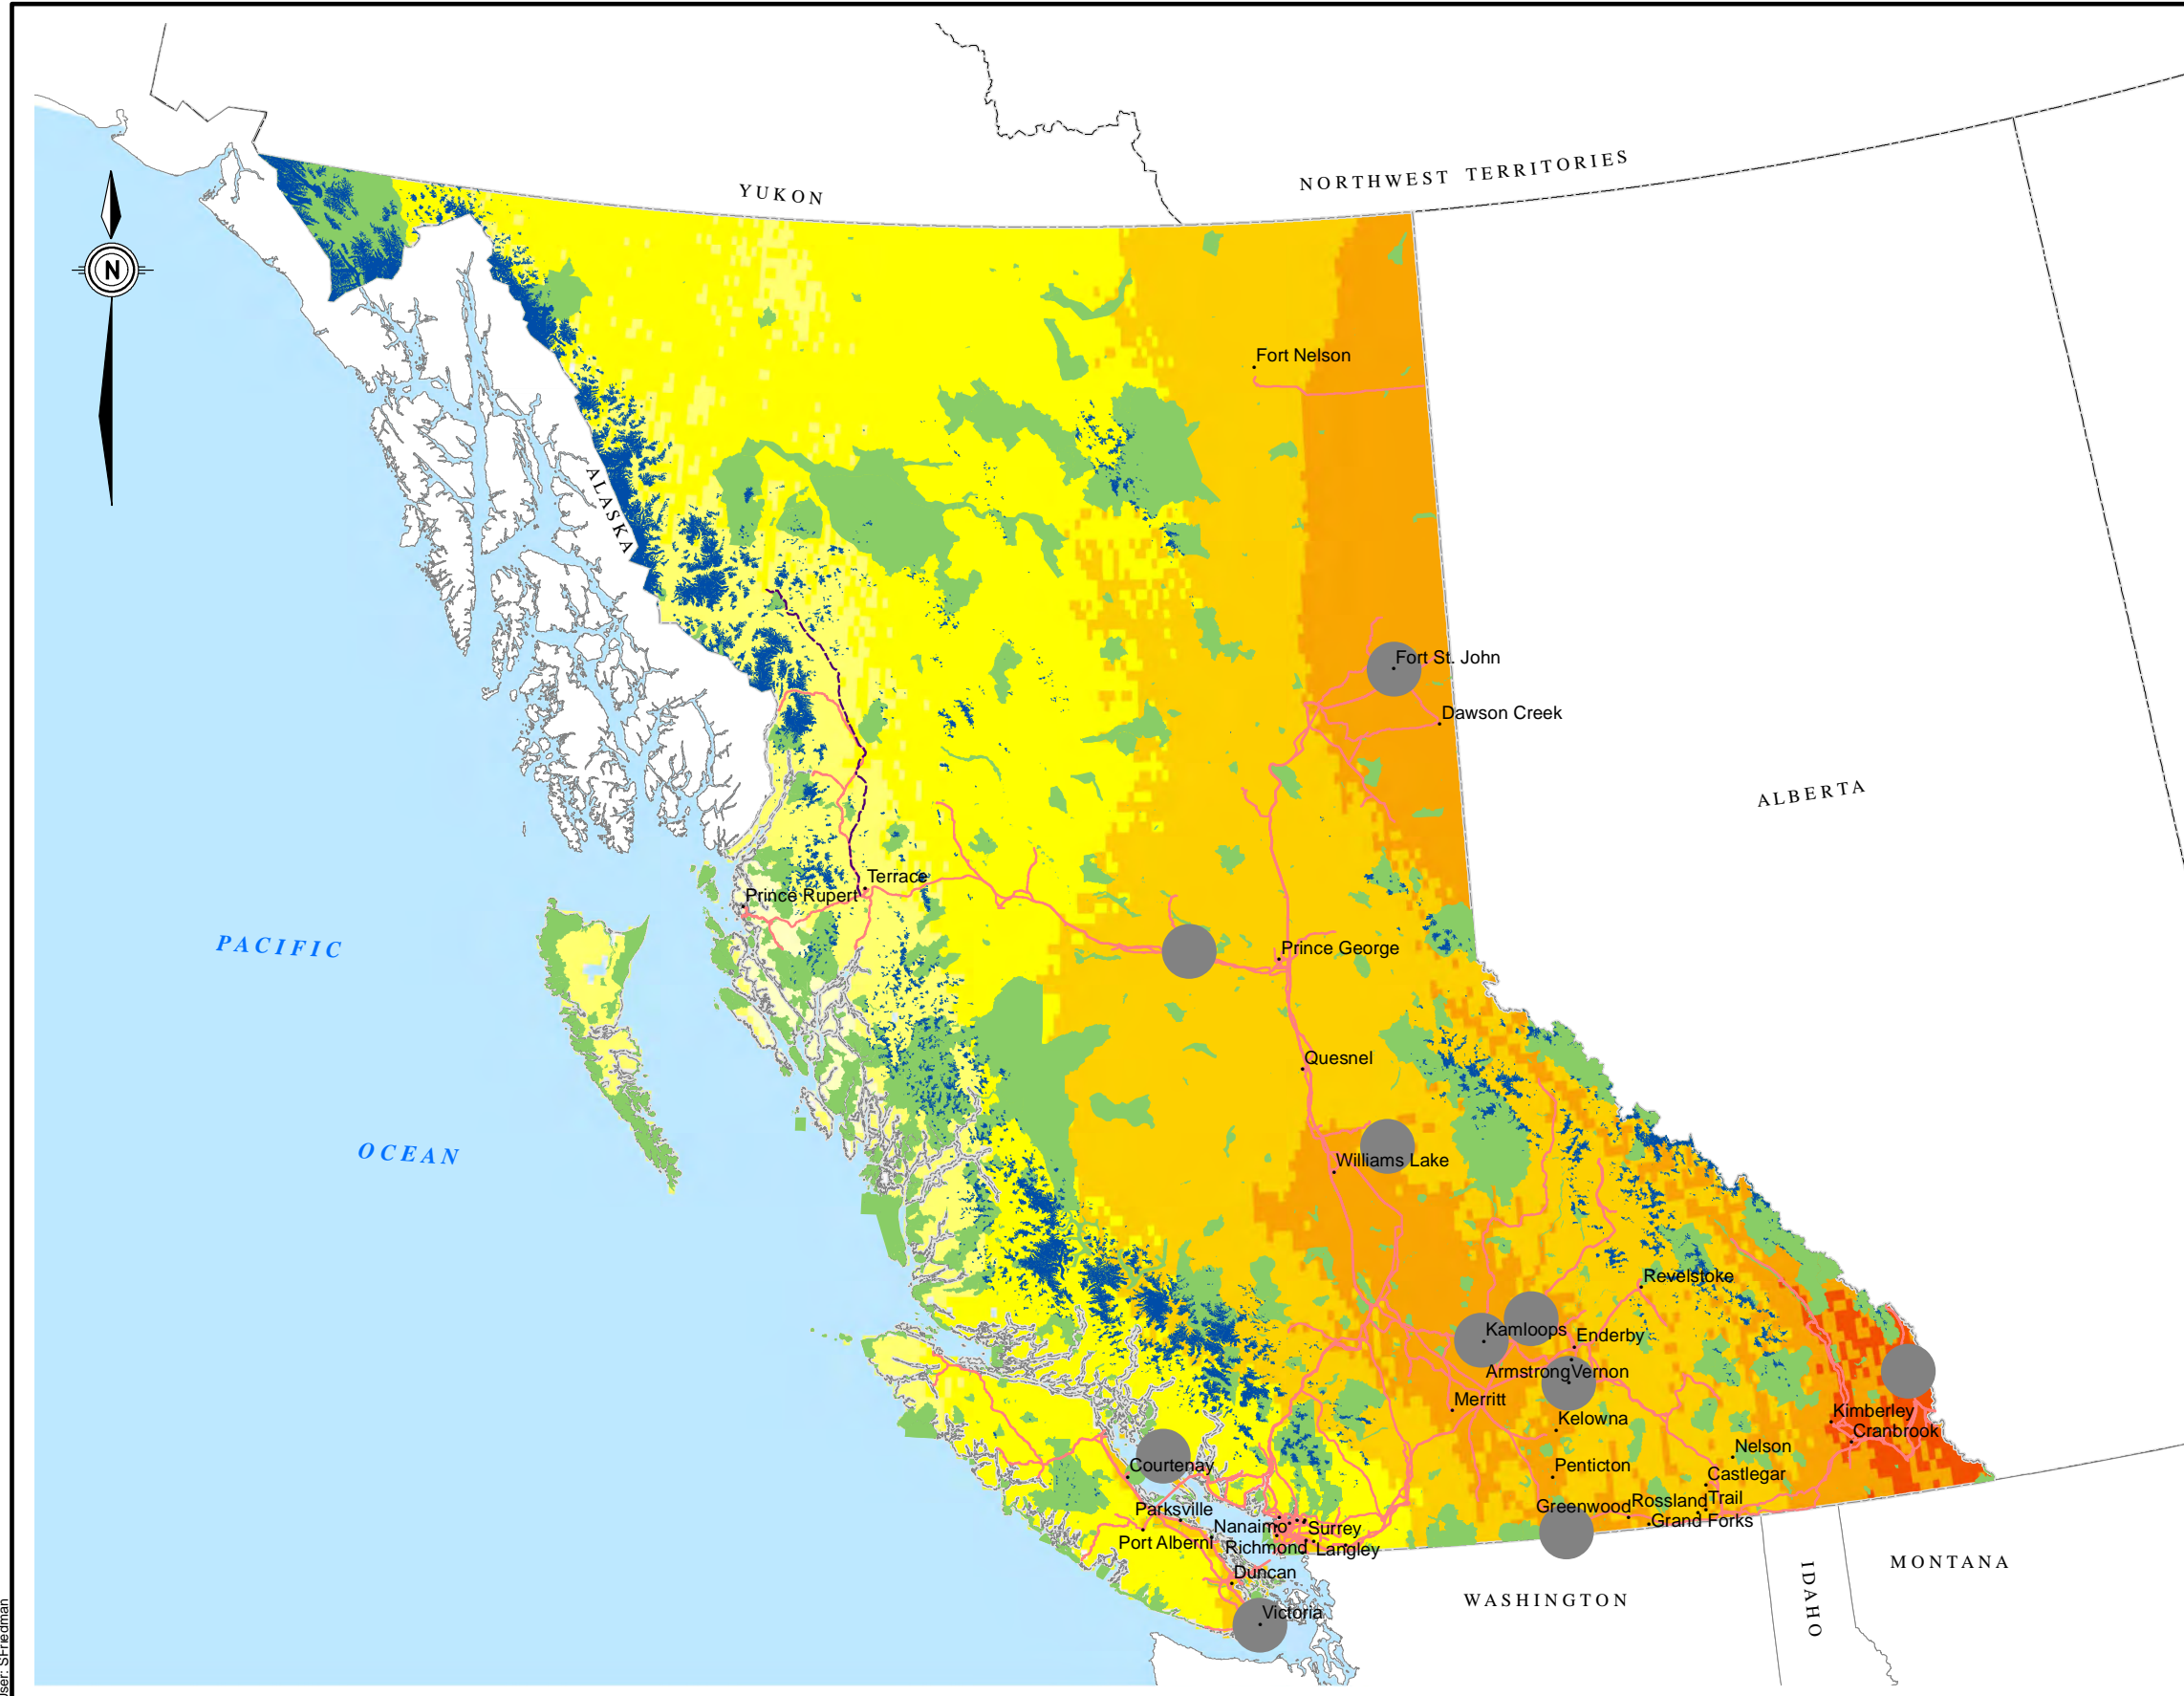 YUKON
NORTHWEST TERRITORIES
N
Fort Nelson
ALASKA
Fort St. John
Dawson Creek
ALBERTA
Terrace
Prince Rupert
PACIFIC
Prince George
Quesnel
OCEAN
Williams Lake
Revelstoke
Kamloops
Enderby
Armstrong
Vernon
Merritt
Kelowna
Kimberley
Cranbrook
Nelson
Courtenay
Penticton
Castlegar
Greenwood
Rossland
Trail
Grand Forks
Parksville
Nanaimo
Surrey
Port Alberni
Richmond
Langley
Duncan
Victoria
WASHINGTON
IDAHO
MONTANA
User: SFriedman